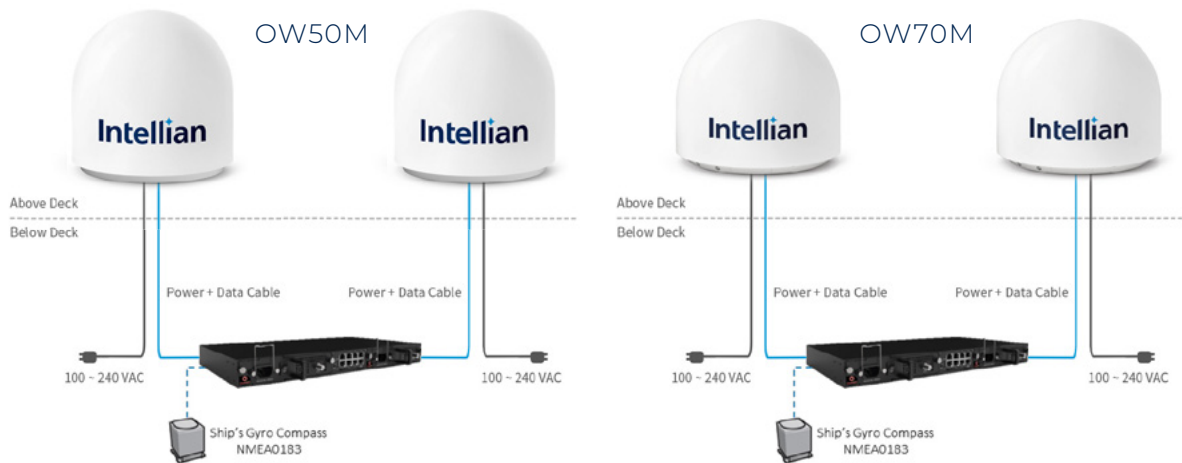 OW50M
Intellian
Intellian
Above Deck
Below Deck
Power + Data Cable
Power + Data Cable
100 ~ 240 VAC
100 ~ 240 VAC
Ship's Gyro Compass
NMEA0183
OW70M
Intellian
Intellian
Above Deck
Below Deck
Power + Data Cable
Power + Data Cable
100 ~ 240 VAC
100 ~ 240 VAC
Ship's Gyro Compass
NMEA0183